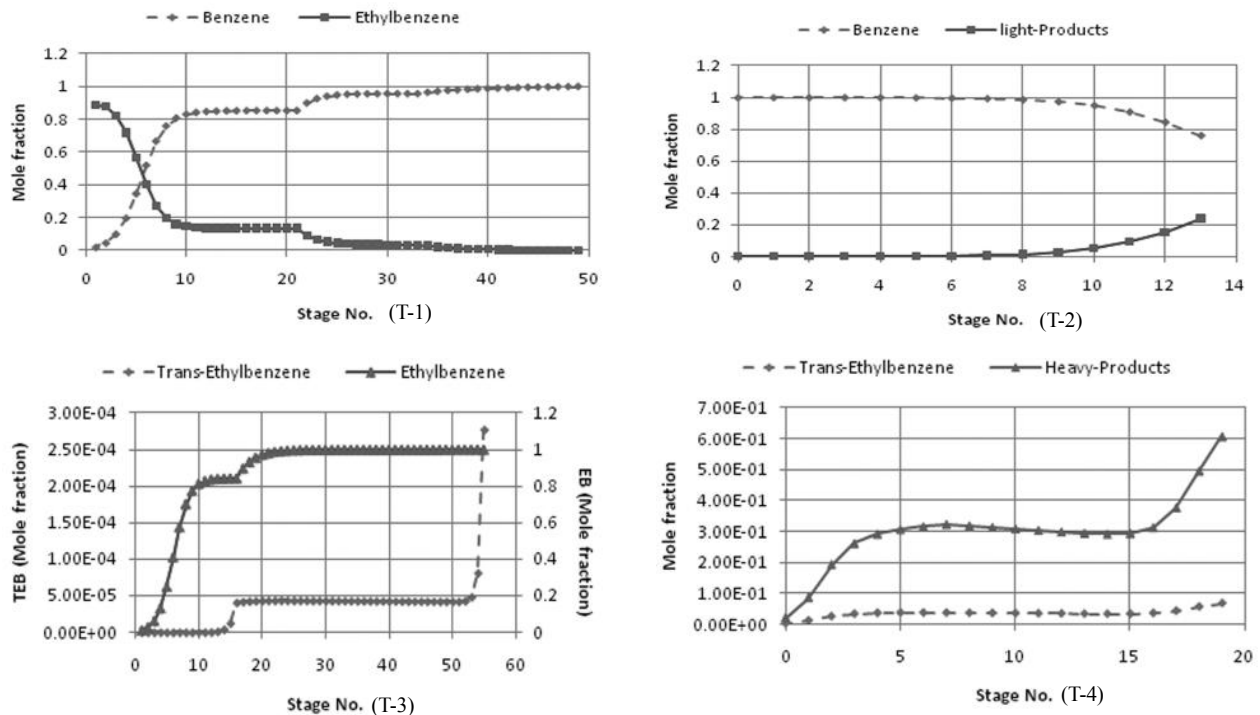 Benzene Ethylbenzene
1.2
1
0.8
0.6
0.4
0.2
0
Mole fraction
0 10 20 30 40 50
Stage No. (T-1)
Benzene light-Products
1.2
1
0.8
0.6
0.4
0.2
0
Mole fraction
0 2 4 6 8 10 12 14
Stage No. (T-2)
Trans-Ethylbenzene Ethylbenzene
3.00E-04
2.50E-04
2.00E-04
1.50E-04
1.00E-04
5.00E-05
0.00E+00
TEB (Mole fraction)
1.2
1
0.8
0.6
0.4
0.2
0
EB (Mole fraction)
0 10 20 30 40 50 60
Stage No. (T-3)
Trans-Ethylbenzene Heavy-Products
7.00E-01
6.00E-01
5.00E-01
4.00E-01
3.00E-01
2.00E-01
1.00E-01
0.00E+00
Mole fraction
0 5 10 15 20
Stage No. (T-4)